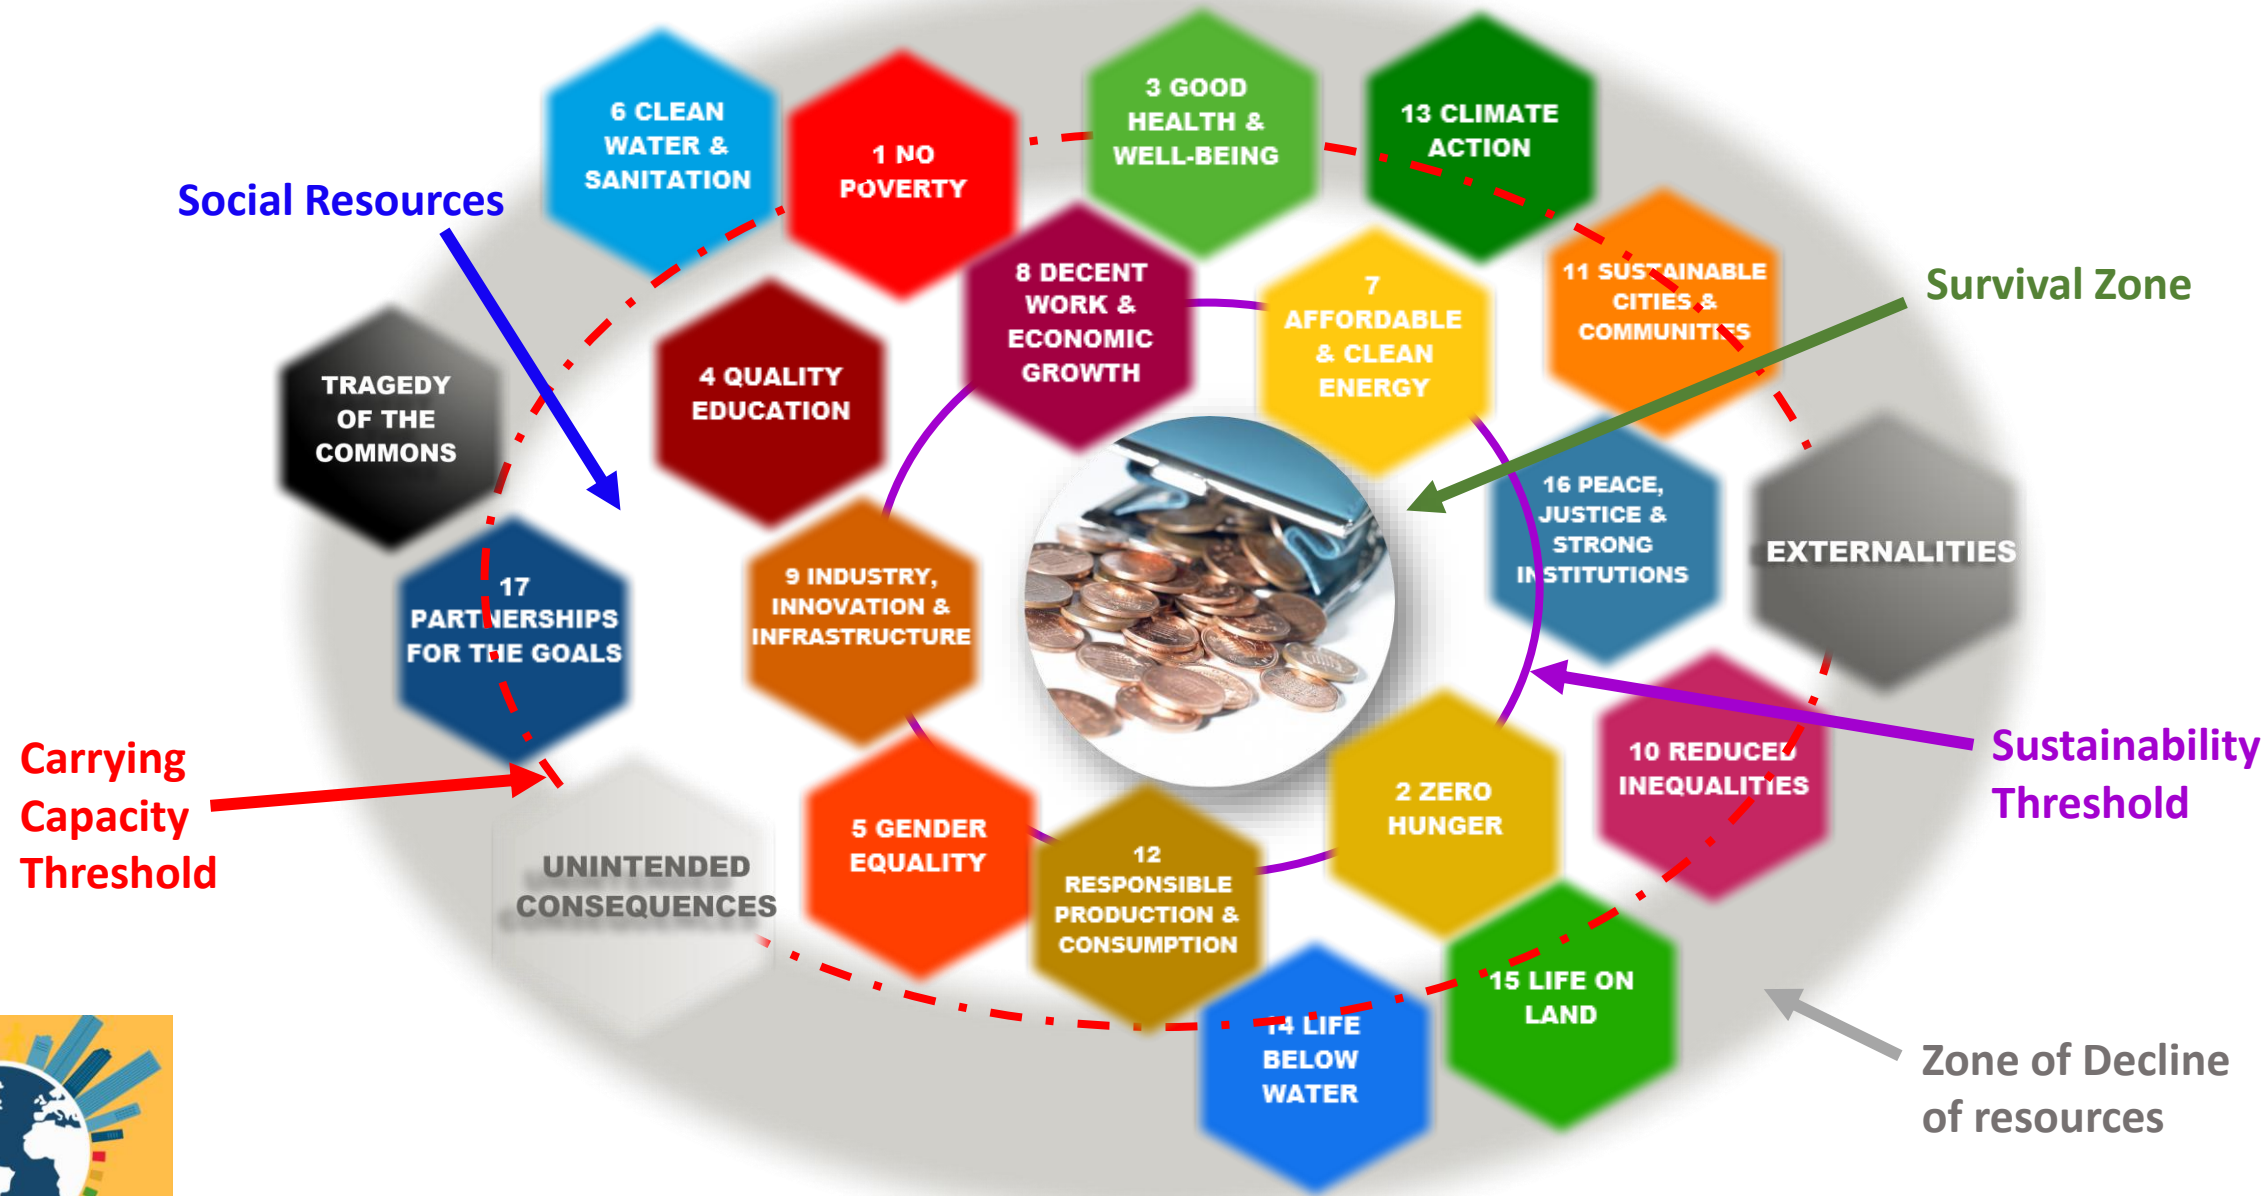 6 CLEAN
WATER &
SANITATION
1 NO
POVERTY
3 GOOD
HEALTH &
WELL-BEING
13 CLIMATE
ACTION
Social Resources
8 DECENT
WORK &
ECONOMIC
GROWTH
7
AFFORDABLE
& CLEAN
ENERGY
11 SUSTAINABLE
CITIES &
COMMUNITIES
Survival Zone
TRAGEDY
OF THE
COMMONS
4 QUALITY
EDUCATION
16 PEACE,
JUSTICE &
STRONG
INSTITUTIONS
EXTERNALITIES
17
PARTNERSHIPS
FOR THE GOALS
9 INDUSTRY,
INNOVATION &
INFRASTRUCTURE
Carrying
Capacity
Threshold
10 REDUCED
INEQUALITIES
Sustainability
Threshold
UNINTENDED
CONSEQUENCES
5 GENDER
EQUALITY
12
RESPONSIBLE
PRODUCTION &
CONSUMPTION
2 ZERO
HUNGER
14 LIFE
BELOW
WATER
15 LIFE ON
LAND
Zone of Decline
of resources